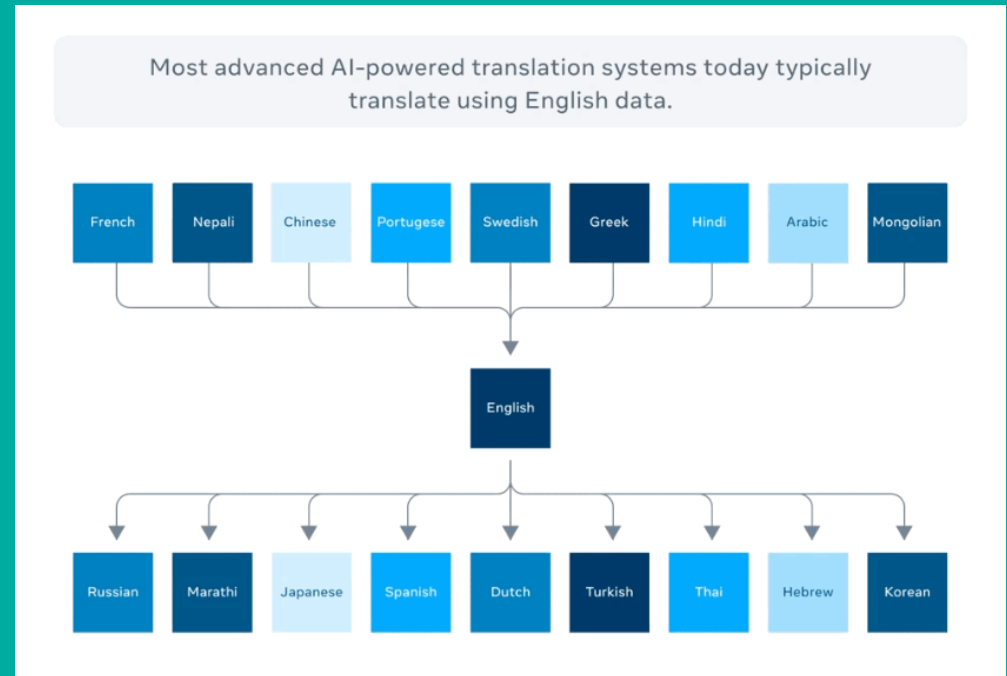 Most advanced AI-powered translation systems today typically
translate using English data.
French Nepali Chinese Portugese Swedish Greek Hindi Arabic Mongolian
English
Russian Marathi Japanese Spanish Dutch Turkish Thai Hebrew Korean